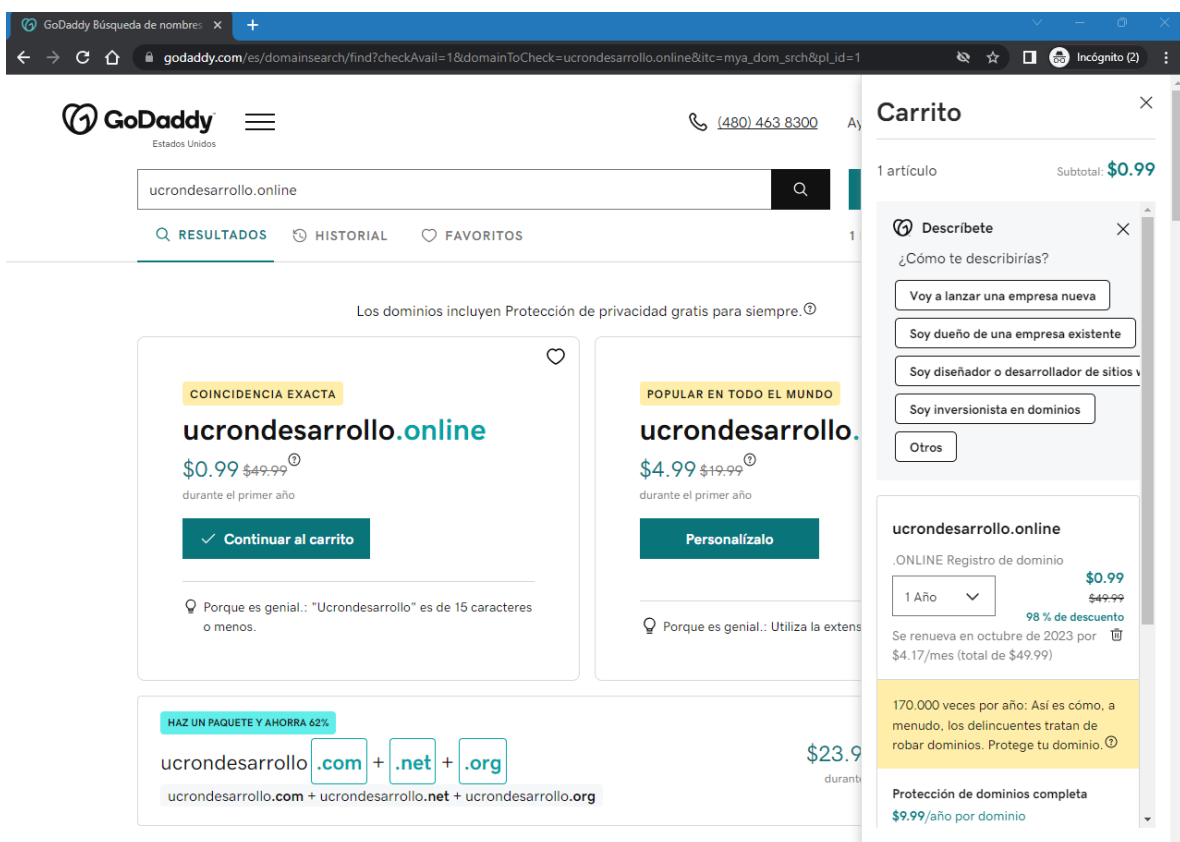 GoDaddy Búsqueda de nombres
godaddy.com/es/domainsearch/find?checkAvail=1&domainToCheck=ucrondesarrollo.online&itc=mya_dom_srch&pl_id=1
Incógnito (2)
GoDaddy
Estados Unidos
(480) 463 8300
ucrondesarrollo.online
RESULTADOS
HISTORIAL
FAVORITOS
1
Los dominios incluyen Protección de privacidad gratis para siempre.
COINCIDENCIA EXACTA
ucrondesarrollo.online
$0.99 $49.99
durante el primer año
Continuar al carrito
Porque es genial.: "Ucrondesarrollo" es de 15 caracteres
o menos.
POPULAR EN TODO EL MUNDO
ucrondesarrollo.
$4.99 $19.99
durante el primer año
Personalízalo
Porque es genial.: Utiliza la extens
HAZ UN PAQUETE Y AHORRA 62%
ucrondesarrollo .com + .net + .org
ucrondesarrollo.com + ucrondesarrollo.net + ucrondesarrollo.org
$23.9
durant
Carrito
1 artículo
Subtotal: $0.99
Descríbete
¿Cómo te describirías?
Voy a lanzar una empresa nueva
Soy dueño de una empresa existente
Soy diseñador o desarrollador de sitios
Soy inversionista en dominios
Otros
ucrondesarrollo.online
.ONLINE Registro de dominio
1 Año
$0.99
$49.99
98 % de descuento
Se renueva en octubre de 2023 por
$4.17/mes (total de $49.99)
170.000 veces por año: Así es cómo, a
menudo, los delincuentes tratan de
robar dominios. Protege tu dominio.
Protección de dominios completa
$9.99/año por dominio